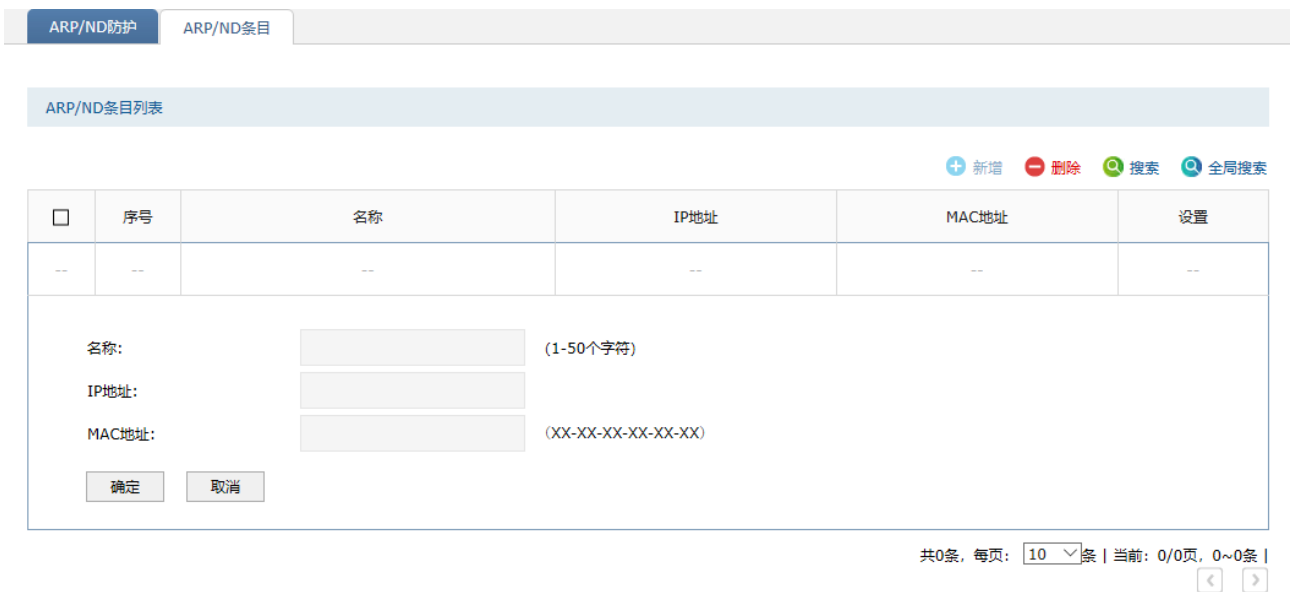 ARP/ND防护 ARP/ND条目
ARP/ND条目列表
新增 删除 搜索 全局搜索
序号 名称 IP地址 MAC地址 设置
-- -- -- -- -- --
名称: (1-50个字符)
IP地址:
MAC地址: (XX-XX-XX-XX-XX-XX)
确定 取消
共0条, 每页: 10 条 | 当前: 0/0页, 0~0条 |